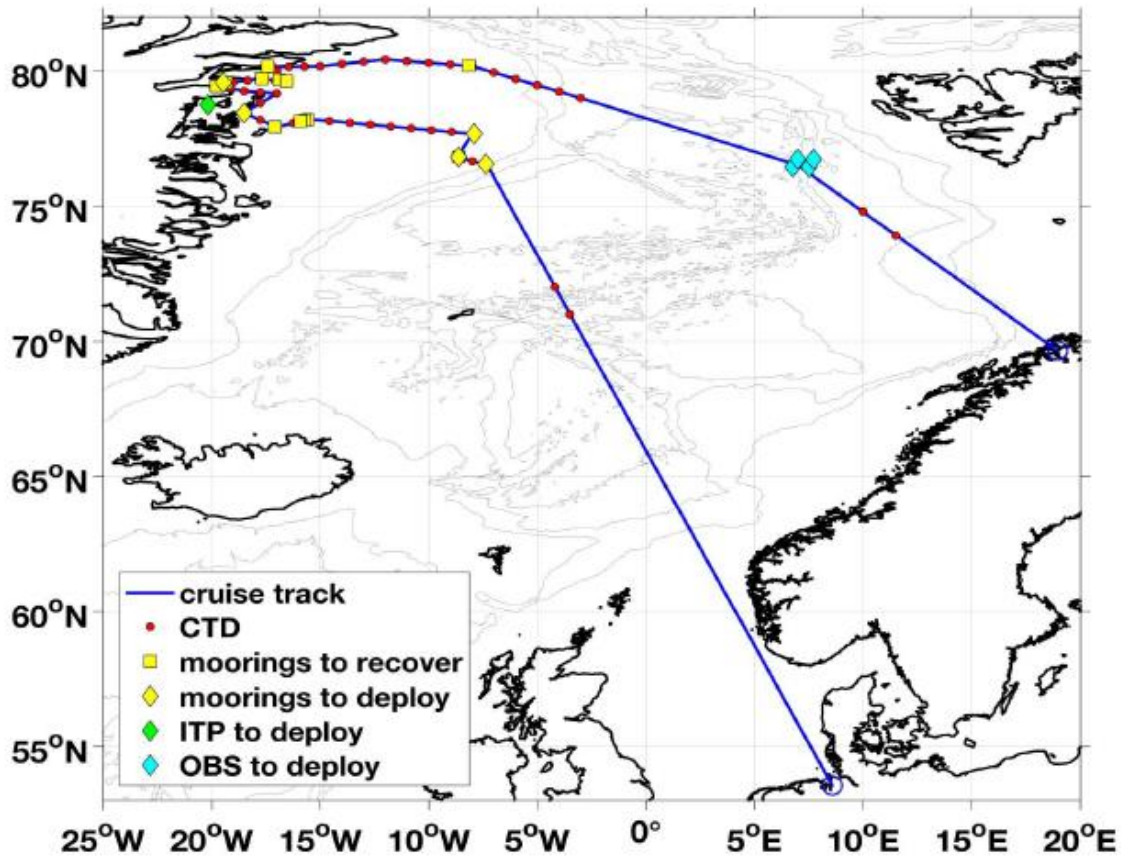 80°N
75°N
70°N
65°N
60°N
55°N
cruise track
CTD
moorings to recover
moorings to deploy
ITP to deploy
OBS to deploy
25°W 20°W 15°W 10°W 5°W 0° 5°E 10°E 15°E 20°E